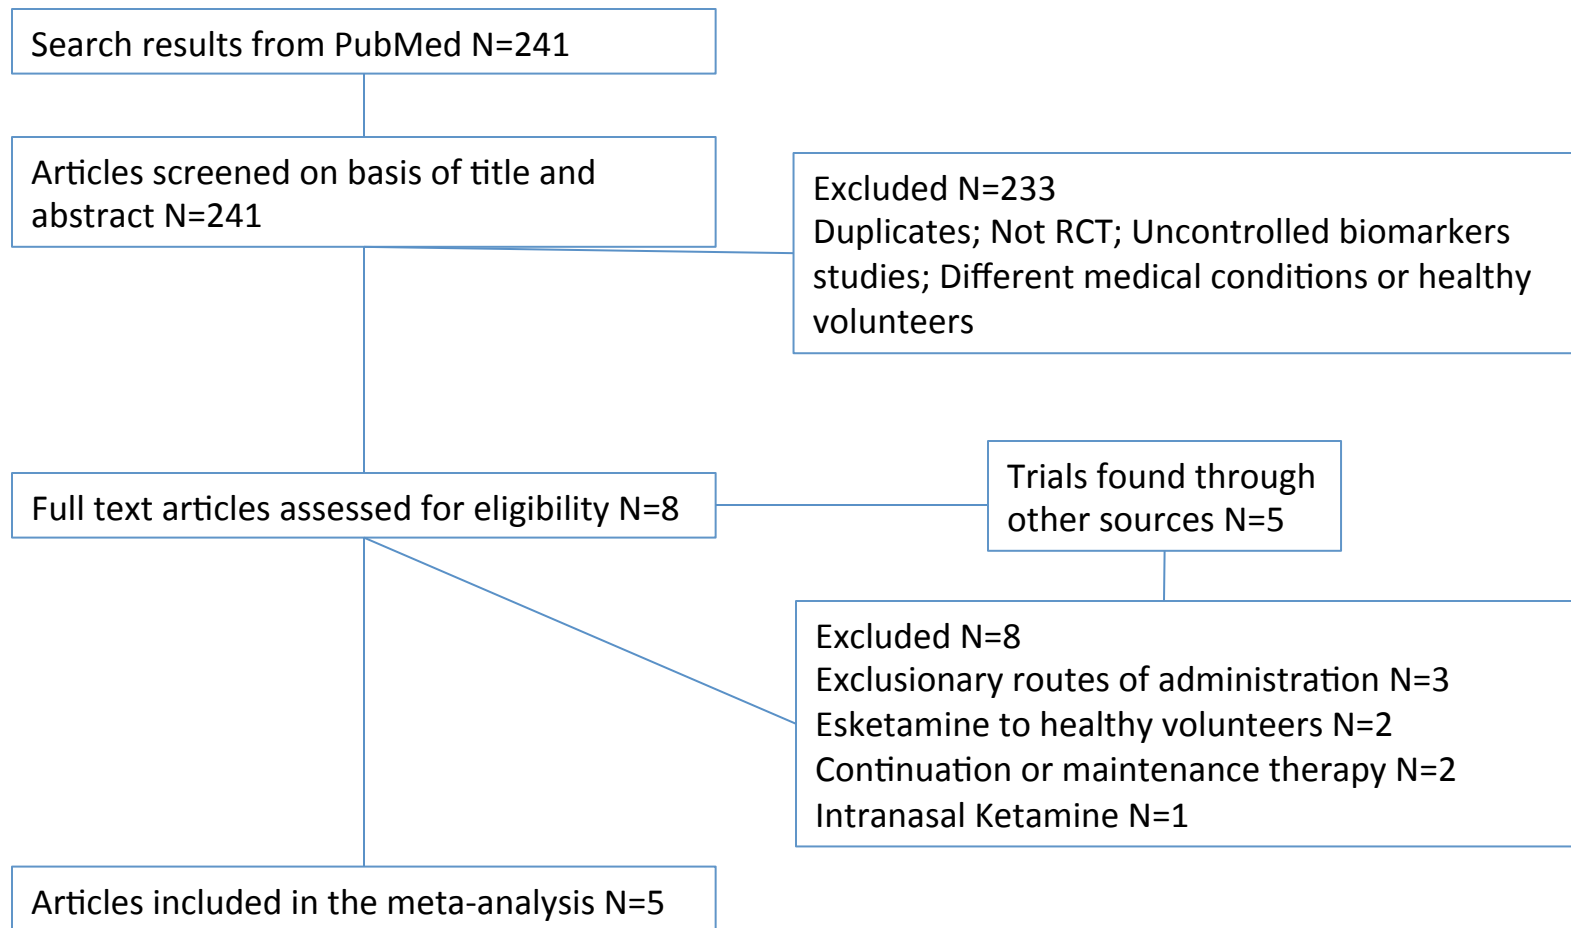 Search results from PubMed N=241
Articles screened on basis of title and
abstract N=241
Excluded N=233
Duplicates; Not RCT; Uncontrolled biomarkers
studies; Different medical conditions or healthy
volunteers
Full text articles assessed for eligibility N=8
Trials found through
other sources N=5
Excluded N=8
Exclusionary routes of administration N=3
Esketamine to healthy volunteers N=2
Continuation or maintenance therapy N=2
Intranasal Ketamine N=1
Articles included in the meta-analysis N=5